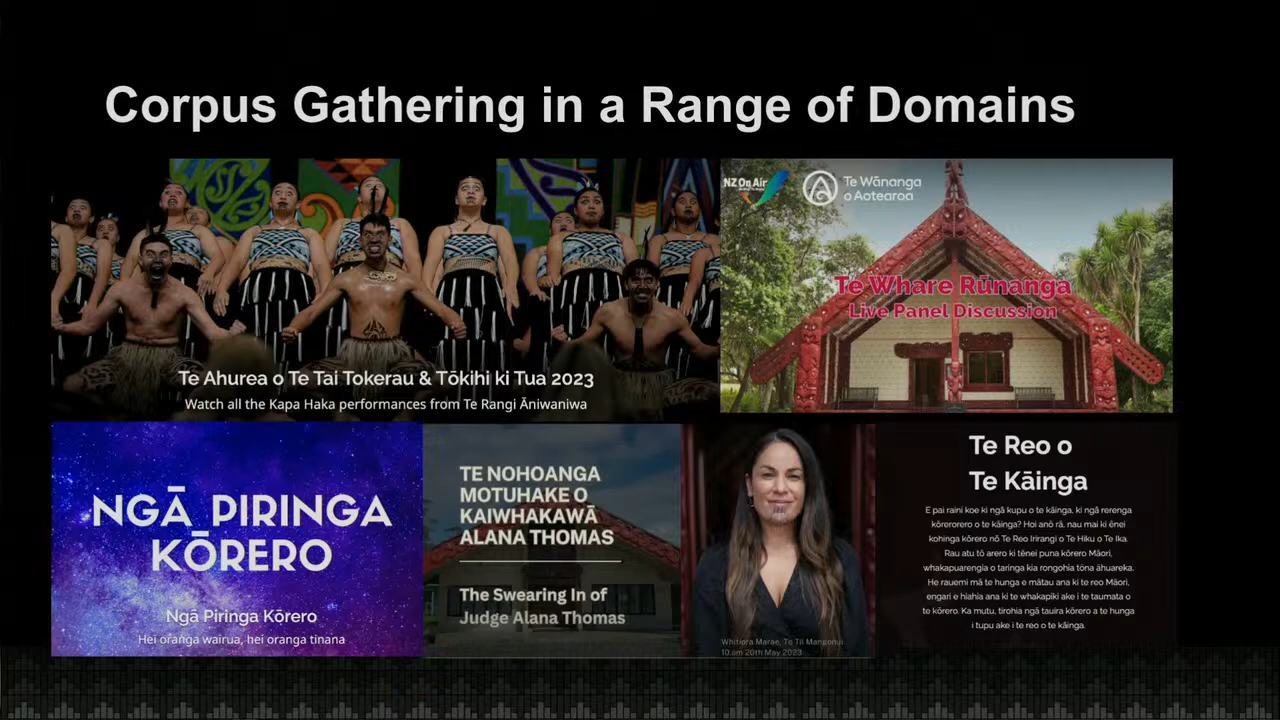 Corpus Gathering in a Range of Domains
Te Ahurea o Te Tai Tokerau & Tōkihi ki Tua 2023
Watch all the Kapa Haka performances from Te Rangi Āniwaniwa
NZ On Air
Te Wānanga
o Aotearoa
Te Whare Rūnanga
Live Panel Discussion
NGĀ PIRINGA
KŌRERO
Ngā Piringa Kōrero
Hei oranga wairua, hei oranga tinana
TE NOHOANGA
MOTUHAKE O
KAIWHAKAWĀ
ALANA THOMAS
The Swearing In of
Judge Alana Thomas
Whitiora Marae, Te Tii Mangonui
10.am 20th May 2023
Te Reo o
Te Kāinga
E pai raini koe ki ngā kupu o te kāinga, ki ngā rerenga
kōrerorero o te kāinga? Hoi anō rā, nau mai ki ēnei
kohinga kōrero nō Te Reo Irirangi o Te Hiku o Te Ika.
Rau atu tō arero ki tēnei puna kōrero Māori,
whakapuarengia o taringa kia rongohia tōna āhuareka.
He rauemi mā te hunga e mātau ana ki te reo Māori,
engari e hiahia ana ki te whakapiki ake i te taumata o
te kōrero. Ka mutu, tirohia ngā tauira kōrero a te hunga
i tupu ake i te reo o te kāinga.